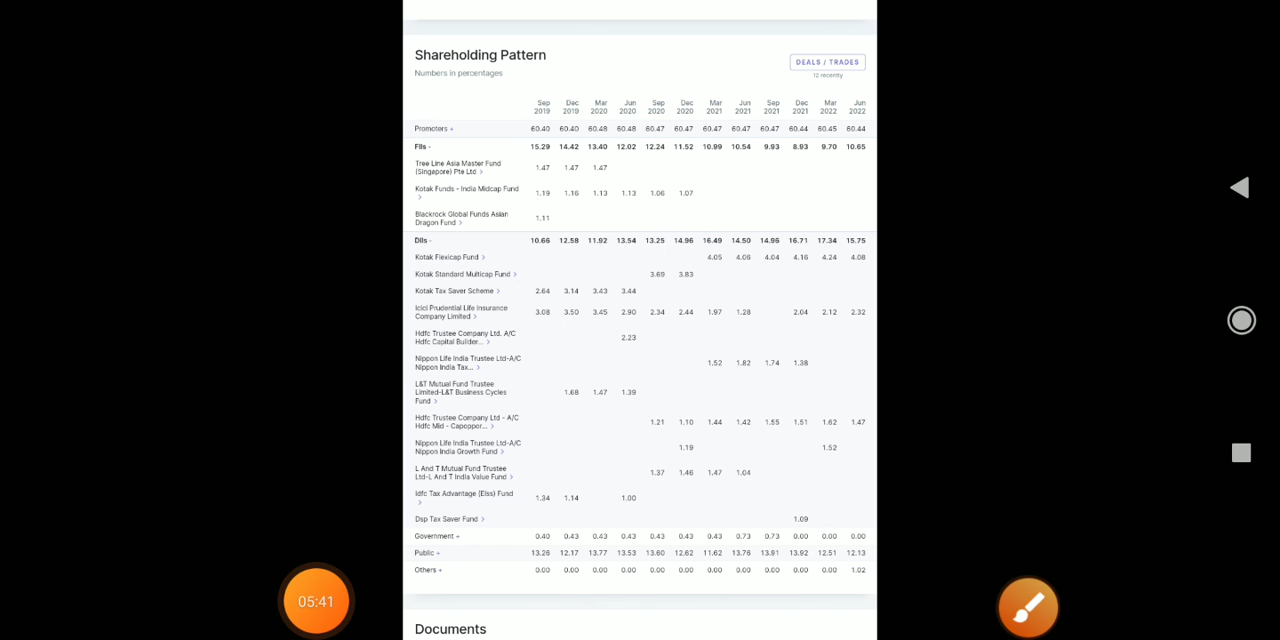 Shareholding Pattern
DEALS / TRADES
Numbers in percentages
12 recently
Sep 2019 Dec 2019 Mar 2020 Jun 2020 Sep 2020 Dec 2020 Mar 2021 Jun 2021 Sep 2021 Dec 2021 Mar 2022 Jun 2022
Promoters + 60.40 60.40 60.48 60.48 60.47 60.47 60.47 60.47 60.47 60.44 60.45 60.44
FIIs - 15.29 14.42 13.40 12.02 12.24 11.52 10.99 10.54 9.93 8.93 9.70 10.65
Tree Line Asia Master Fund
(Singapore) Pte Ltd > 1.47 1.47 1.47
Kotak Funds - India Midcap Fund
> 1.19 1.16 1.13 1.13 1.06 1.07
Blackrock Global Funds Asian
Dragon Fund > 1.11
DIIs - 10.66 12.58 11.92 13.54 13.25 14.96 16.49 14.50 14.96 16.71 17.34 15.75
Kotak Flexicap Fund > 4.05 4.06 4.04 4.16 4.24 4.08
Kotak Standard Multicap Fund > 3.69 3.83
Kotak Tax Saver Scheme > 2.64 3.14 3.43 3.44
Icici Prudential Life Insurance
Company Limited > 3.08 3.50 3.45 2.90 2.34 2.44 1.97 1.28 2.04 2.12 2.32
Hdfc Trustee Company Ltd. A/C
Hdfc Capital Builder... > 2.23
Nippon Life India Trustee Ltd-A/C
Nippon India Tax... > 1.52 1.82 1.74 1.38
L&T Mutual Fund Trustee
Limited-L&T Business Cycles
Fund > 1.68 1.47 1.39
Hdfc Trustee Company Ltd - A/C
Hdfc Mid - Capoppor... > 1.21 1.10 1.44 1.42 1.55 1.51 1.62 1.47
Nippon Life India Trustee Ltd-A/C
Nippon India Growth Fund > 1.19 1.52
L And T Mutual Fund Trustee
Ltd-L And T India Value Fund > 1.37 1.46 1.47 1.04
Idfc Tax Advantage (Elss) Fund
> 1.34 1.14 1.00
Dsp Tax Saver Fund > 1.09
Government + 0.40 0.43 0.43 0.43 0.43 0.43 0.43 0.73 0.73 0.00 0.00 0.00
Public + 13.26 12.17 13.77 13.53 13.60 12.62 11.62 13.76 13.91 13.92 12.51 12.13
Others + 0.00 0.00 0.00 0.00 0.00 0.00 0.00 0.00 0.00 0.00 0.00 1.02
05:41
Documents